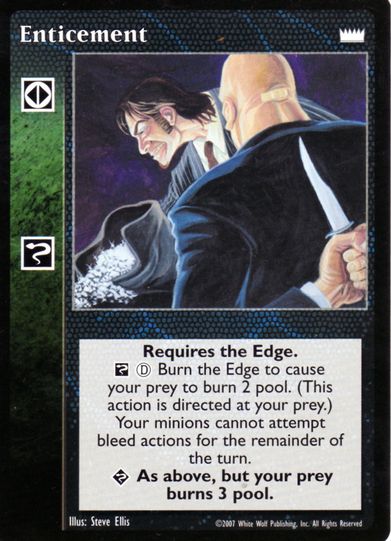 Enticement
Requires the Edge.
Ⓓ Burn the Edge to cause
your prey to burn 2 pool. (This
action is directed at your prey.)
Your minions cannot attempt
bleed actions for the remainder of
the turn.
As above, but your prey
burns 3 pool.
Illus: Steve Ellis
©2007 White Wolf Publishing, Inc. All Rights Reserved